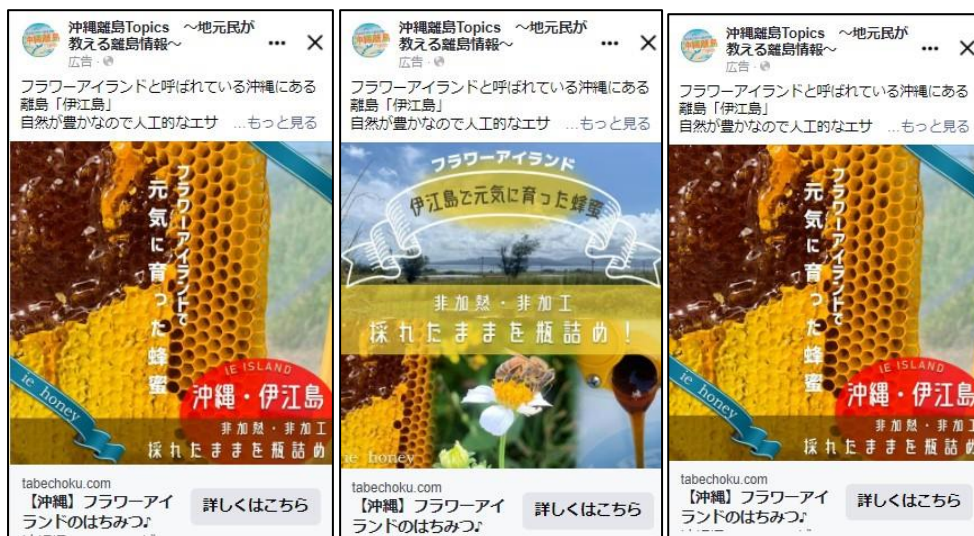 沖縄離島Topics ～地元民が
教える離島情報～
広告
フラワーアイランドと呼ばれている沖縄にある
離島「伊江島」
自然が豊かなので人工的なエサ …もっと見る
フラワーアイランドで
元気に育った蜂蜜
IE ISLAND
沖縄・伊江島
ie honey
非加熱・非加工
採れたままを瓶詰め
tabechoku.com
【沖縄】フラワーアイ
ランドのはちみつ♪
詳しくはこちら
沖縄離島Topics ～地元民が
教える離島情報～
広告
フラワーアイランドと呼ばれている沖縄にある
離島「伊江島」
自然が豊かなので人工的なエサ …もっと見る
フラワーアイランド
伊江島で元気に育った蜂蜜
非加熱・非加工
採れたままを瓶詰め！
ie honey
tabechoku.com
【沖縄】フラワーアイ
ランドのはちみつ♪
詳しくはこちら
沖縄離島Topics ～地元民が
教える離島情報～
広告
フラワーアイランドと呼ばれている沖縄にある
離島「伊江島」
自然が豊かなので人工的なエサ …もっと見る
フラワーアイランドで
元気に育った蜂蜜
IE ISLAND
沖縄・伊江島
ie honey
非加熱・非加工
採れたままを瓶詰め
tabechoku.com
【沖縄】フラワーアイ
ランドのはちみつ♪
詳しくはこちら